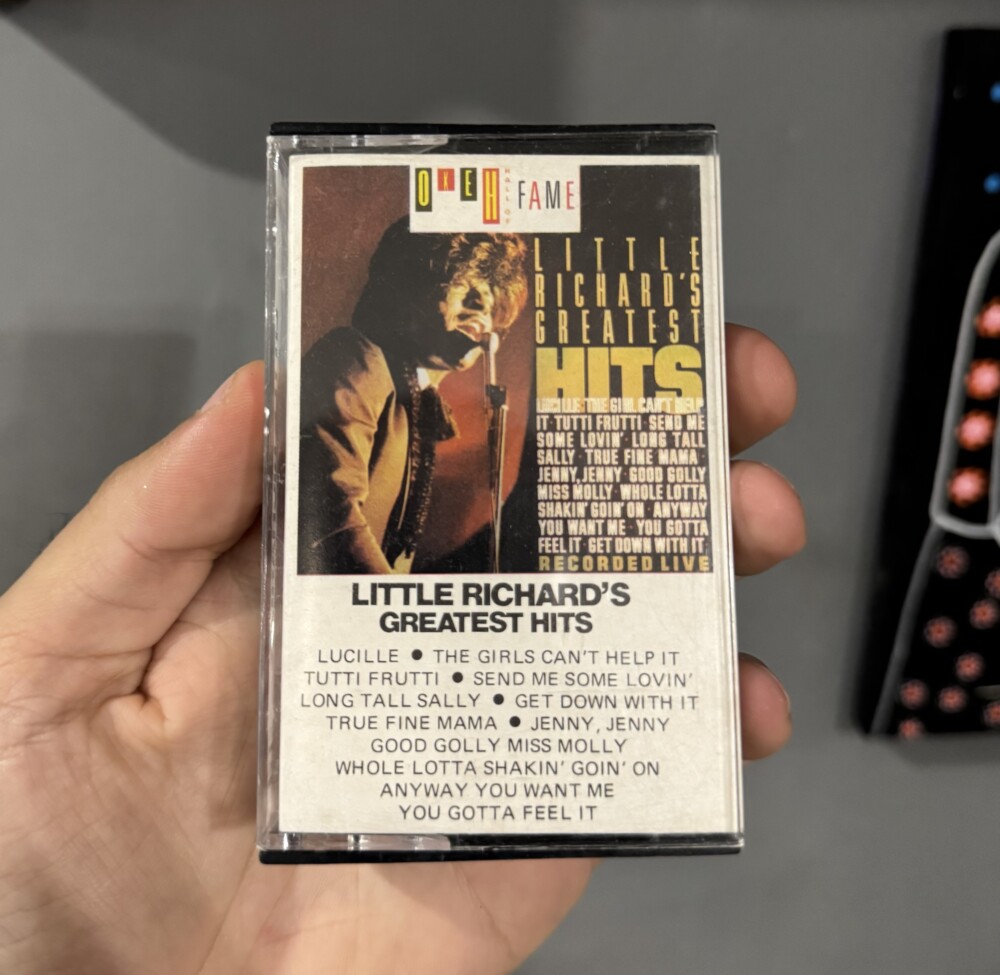 OKEH HALL OF FAME
LITTLE
RICHARD'S
GREATEST
HITS
LUCILLE · THE GIRL CAN'T HELP
IT · TUTTI FRUTTI · SEND ME
SOME LOVIN' · LONG TALL
SALLY · TRUE FINE MAMA ·
JENNY, JENNY · GOOD GOLLY
MISS MOLLY · WHOLE LOTTA
SHAKIN' GOIN' ON · ANYWAY
YOU WANT ME · YOU GOTTA
FEEL IT · GET DOWN WITH IT
RECORDED LIVE
LITTLE RICHARD'S
GREATEST HITS
LUCILLE ● THE GIRLS CAN'T HELP IT
TUTTI FRUTTI ● SEND ME SOME LOVIN'
LONG TALL SALLY ● GET DOWN WITH IT
TRUE FINE MAMA ● JENNY, JENNY
GOOD GOLLY MISS MOLLY
WHOLE LOTTA SHAKIN' GOIN' ON
ANYWAY YOU WANT ME
YOU GOTTA FEEL IT